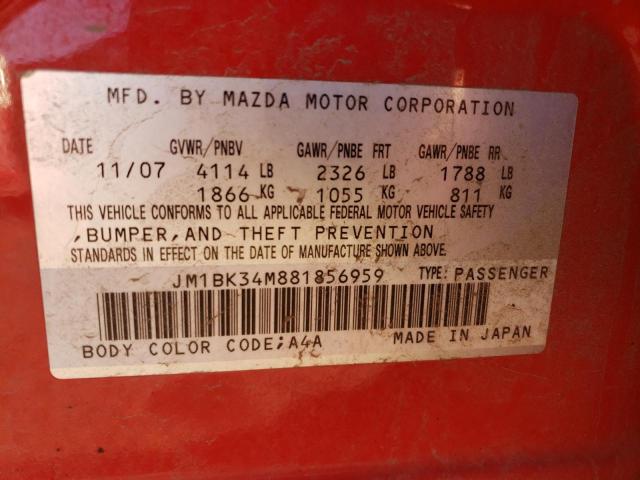 MFD. BY MAZDA MOTOR CORPORATION
DATE GVWR/PNBV GAWR/PNBE FRT GAWR/PNBE RR
11/07 4114 LB 2326 LB 1788 LB
1866 KG 1055 KG 811 KG
THIS VEHICLE CONFORMS TO ALL APPLICABLE FEDERAL MOTOR VEHICLE SAFETY
,BUMPER,AND THEFT PREVENTION
STANDARDS IN EFFECT ON THE DATE OF MANUFACTURE SHOWN ABOVE.
JM1BK34M881856959 TYPE: PASSENGER
BODY COLOR CODE;A4A MADE IN JAPAN